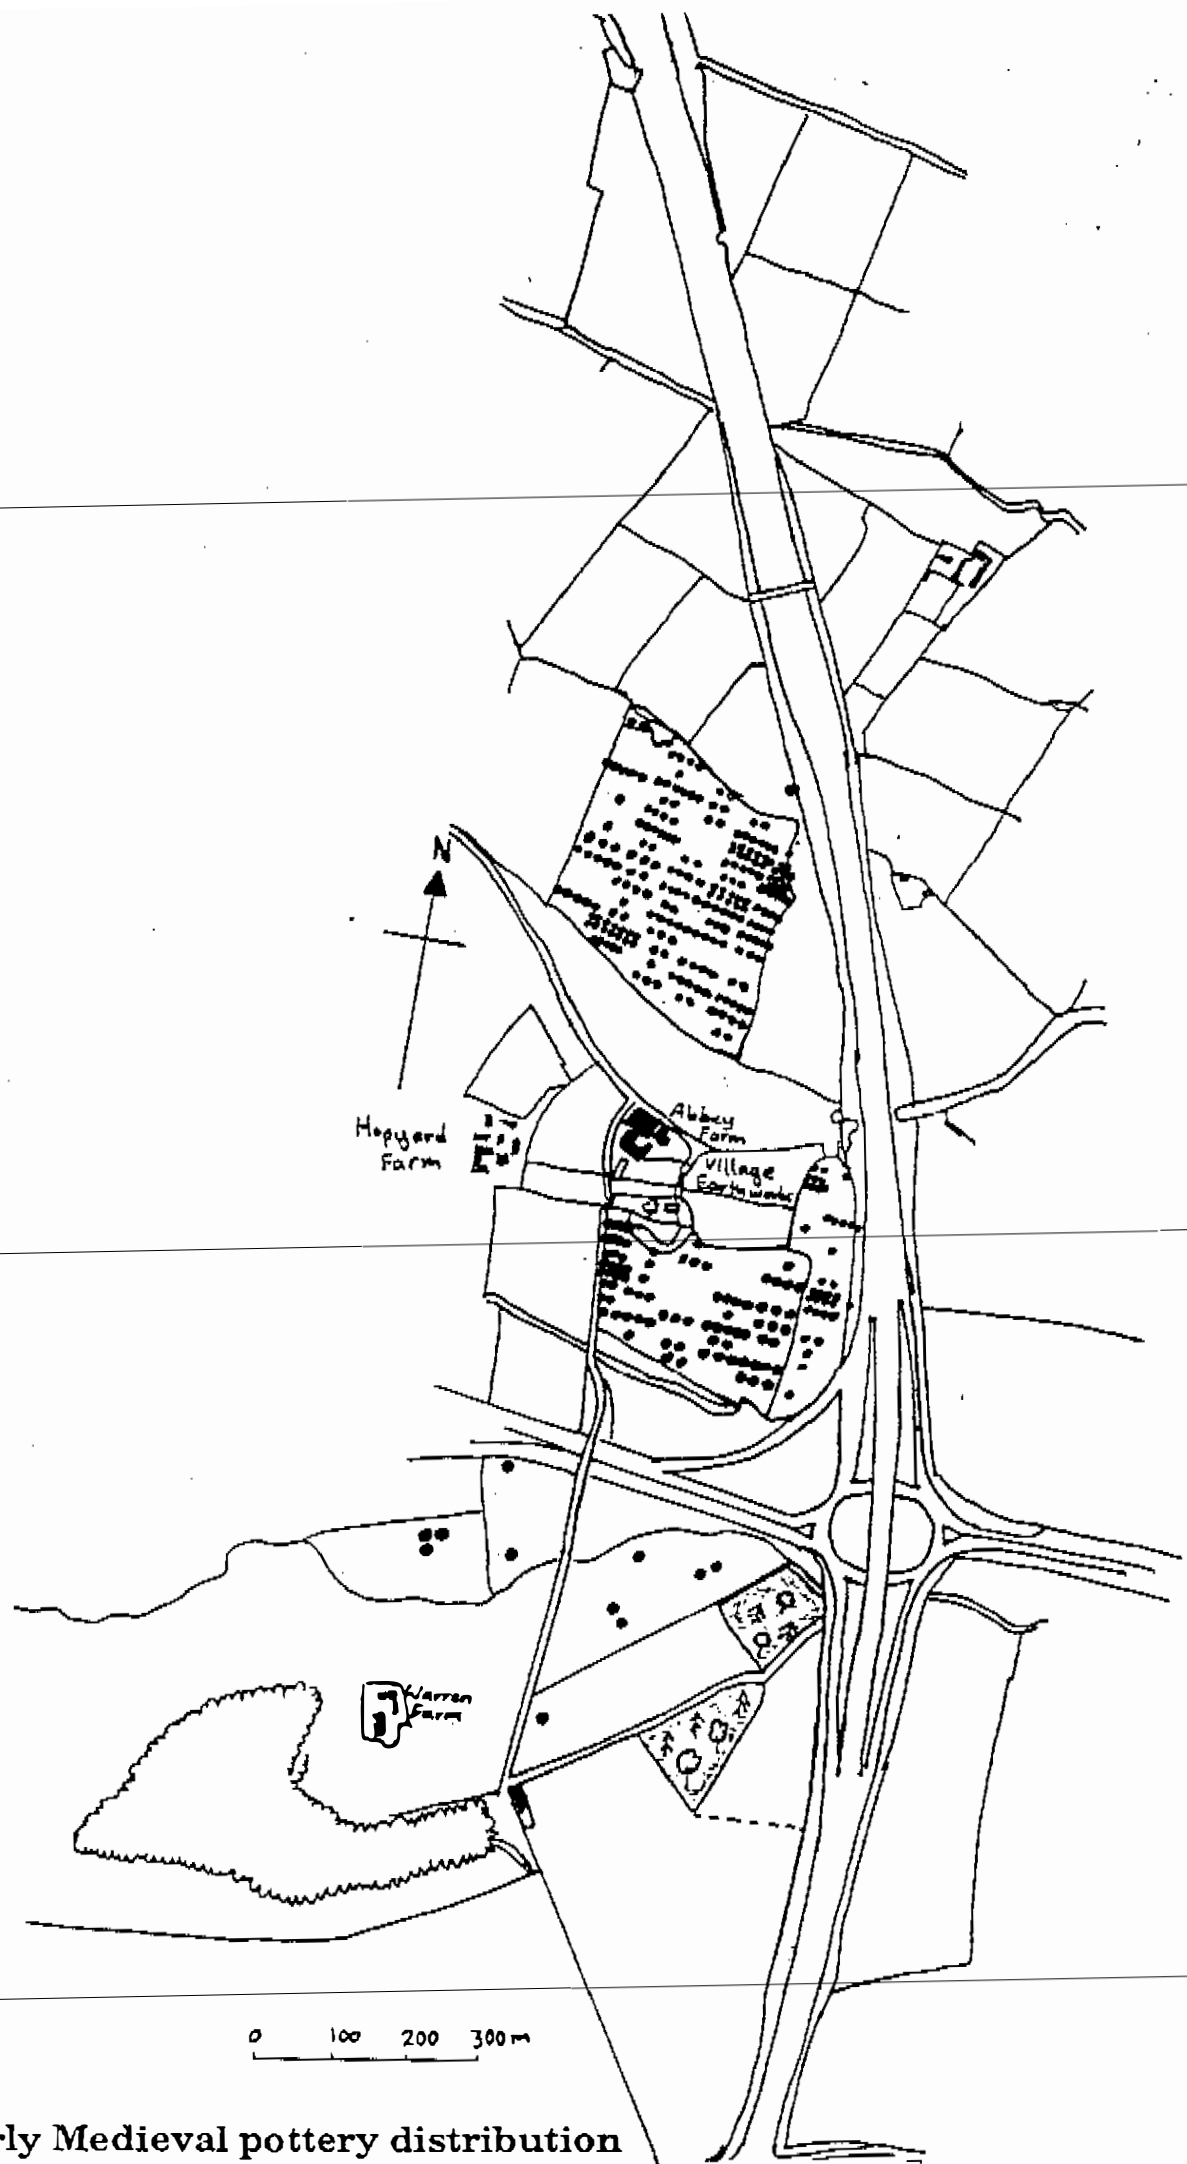 N
Hopyard
Farm
Abbey
Farm
Village
Earthworks
Warren
Farm
0 100 200 300m
rly Medieval pottery distribution